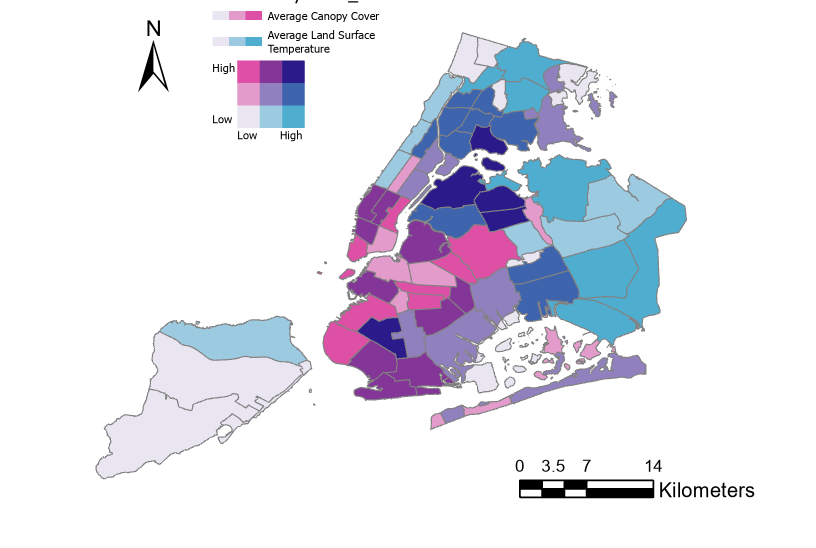 N
Average Canopy Cover
Average Land Surface
Temperature
High
Low
Low High
0 3.5 7 14
Kilometers